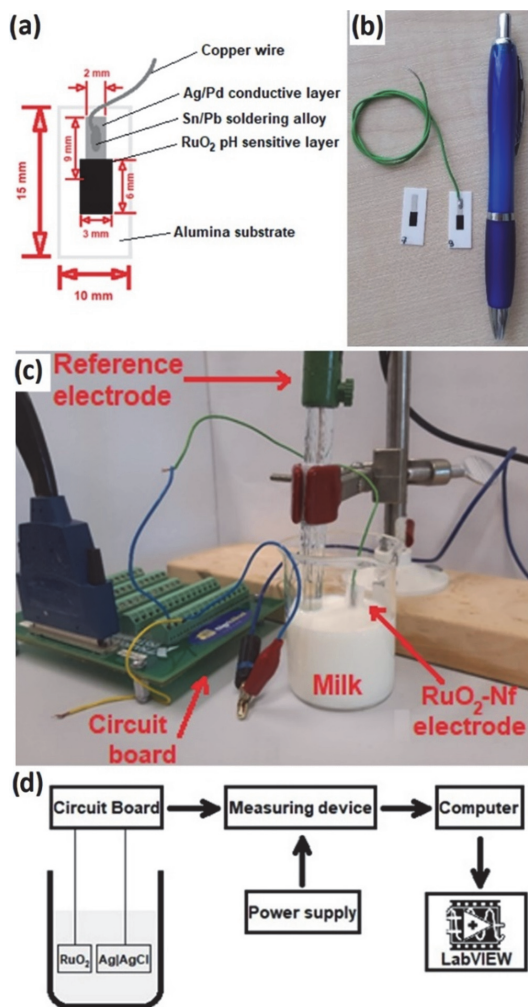 (a)
Copper wire
2 mm
Ag/Pd conductive layer
Sn/Pb soldering alloy
RuO₂ pH sensitive layer
9 mm
15 mm
6 mm
3 mm
Alumina substrate
10 mm
(b)
(c)
Reference
electrode
Milk
RuO₂-Nf
electrode
Circuit
board
(d)
Circuit Board
Measuring device
Computer
Power supply
LabVIEW
RuO₂
Ag|AgCl